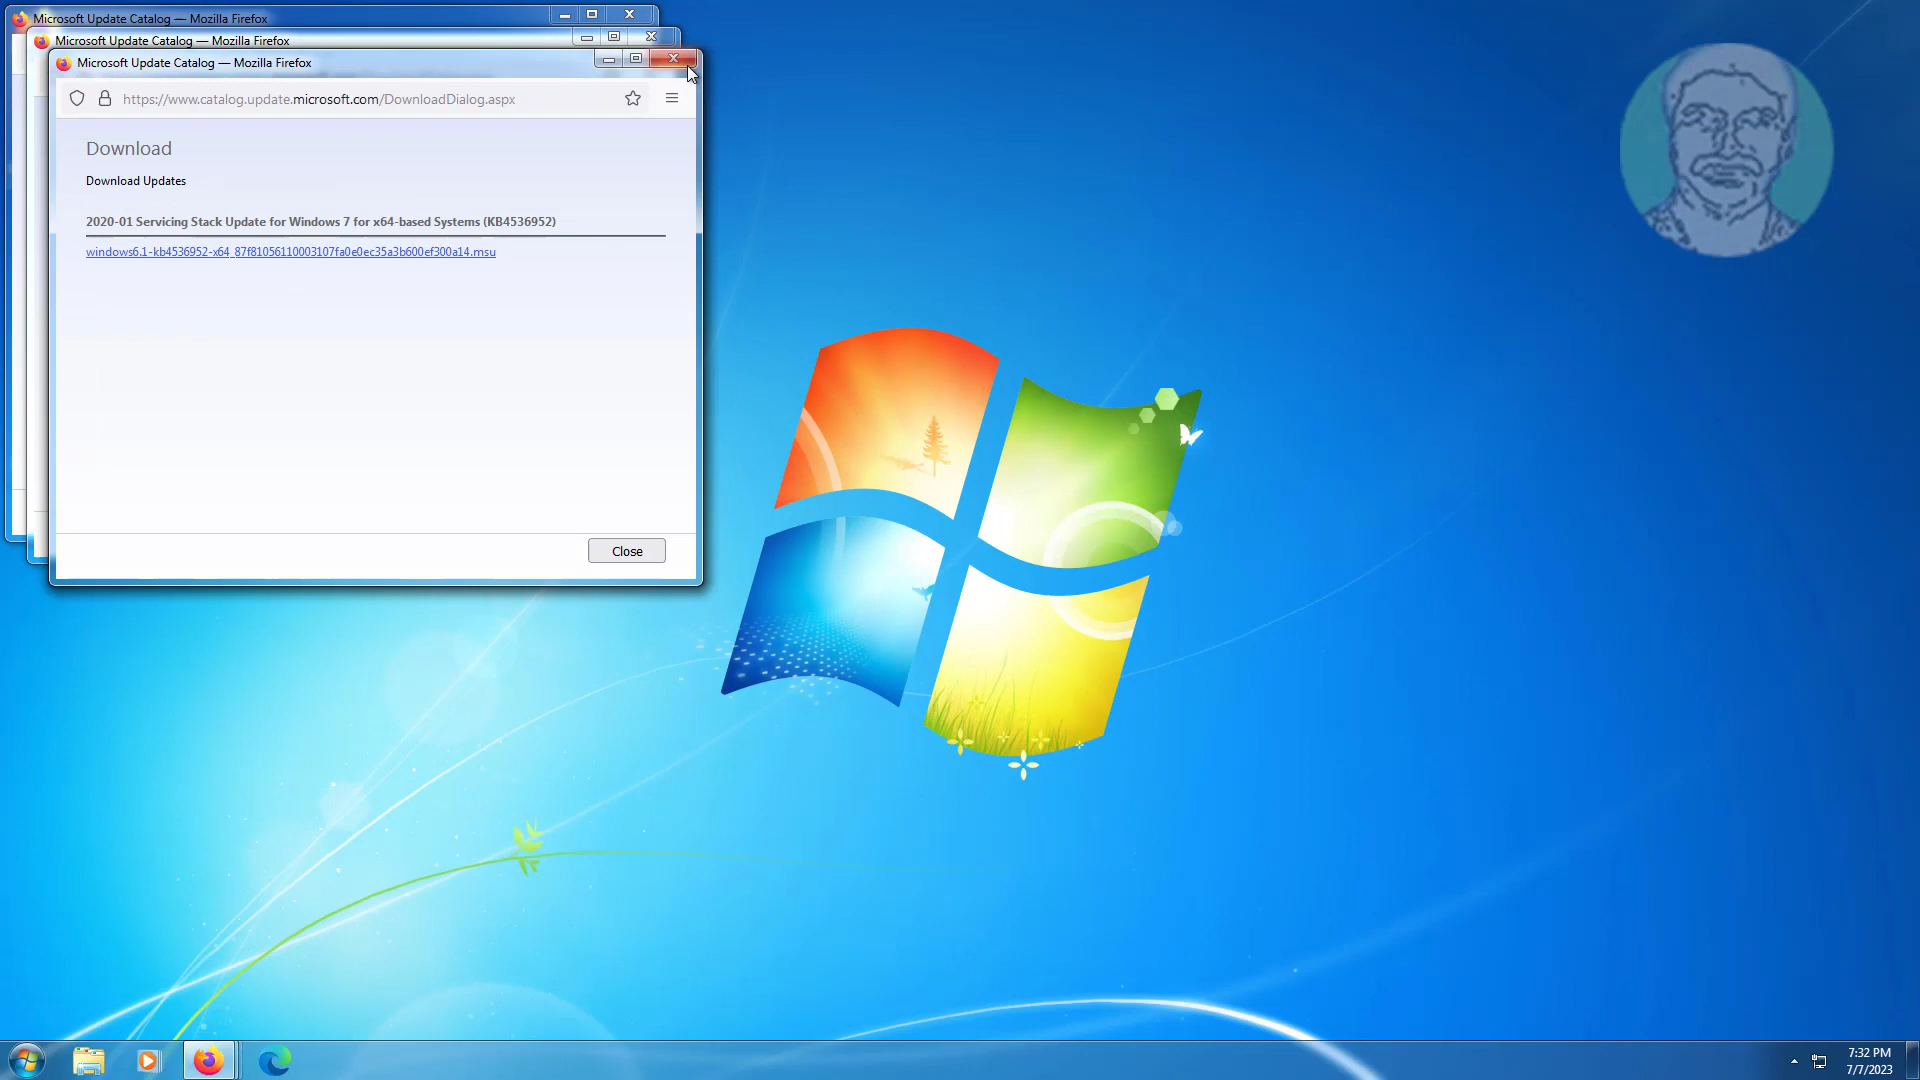 Microsoft Update Catalog — Mozilla Firefox
Microsoft Update Catalog — Mozilla Firefox
Microsoft Update Catalog — Mozilla Firefox
https://www.catalog.update.microsoft.com/DownloadDialog.aspx
Download
Download Updates
2020-01 Servicing Stack Update for Windows 7 for x64-based Systems (KB4536952)
windows6.1-kb4536952-x64_87f81056110003107fa0e0ec35a3b600ef300a14.msu
Close
7:32 PM
7/7/2023